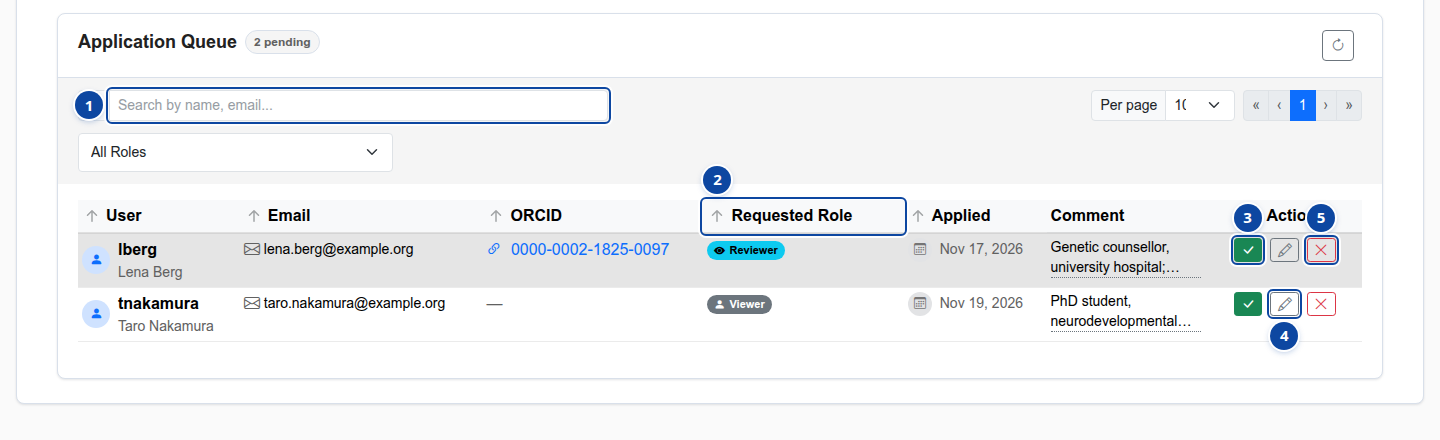 Application Queue 2 pending
1 Search by name, email...
Per page 10 « ‹ 1 › »
All Roles
2
3 5
User Email ORCID Requested Role Applied Comment Actio
lberg lena.berg@example.org 0000-0002-1825-0097 Reviewer Nov 17, 2026 Genetic counsellor,
Lena Berg university hospital;…
tnakamura taro.nakamura@example.org — Viewer Nov 19, 2026 PhD student,
Taro Nakamura neurodevelopmental…
4